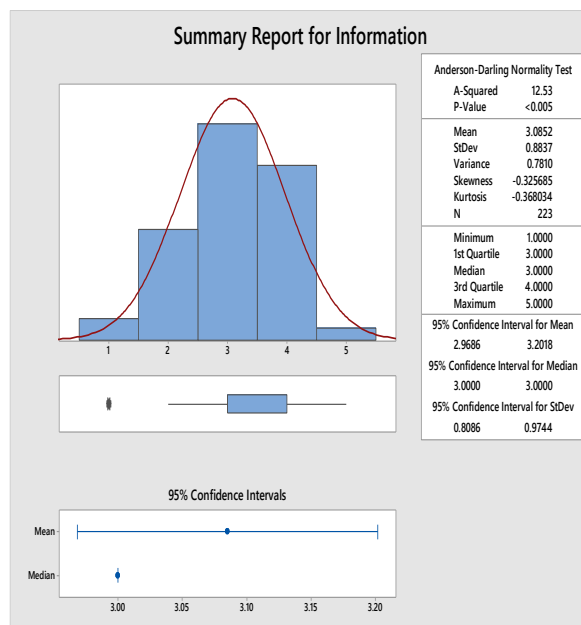 Summary Report for Information
1 2 3 4 5
Anderson-Darling Normality Test
A-Squared 12.53
P-Value <0.005
Mean 3.0852
StDev 0.8837
Variance 0.7810
Skewness -0.325685
Kurtosis -0.368034
N 223
Minimum 1.0000
1st Quartile 3.0000
Median 3.0000
3rd Quartile 4.0000
Maximum 5.0000
95% Confidence Interval for Mean
2.9686 3.2018
95% Confidence Interval for Median
3.0000 3.0000
95% Confidence Interval for StDev
0.8086 0.9744
95% Confidence Intervals
Mean
Median
3.00 3.05 3.10 3.15 3.20